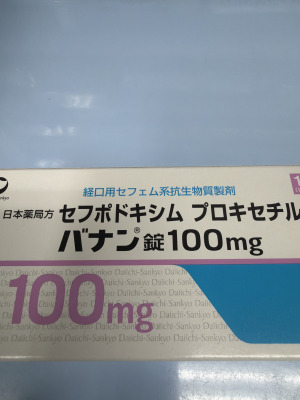 経口用セフェム系抗生物質製剤
日本薬局方 セフポドキシム プロキセチル
バナン®錠100mg
100mg
Daiichi-Sankyo Daiichi-Sankyo Daiichi-Sankyo